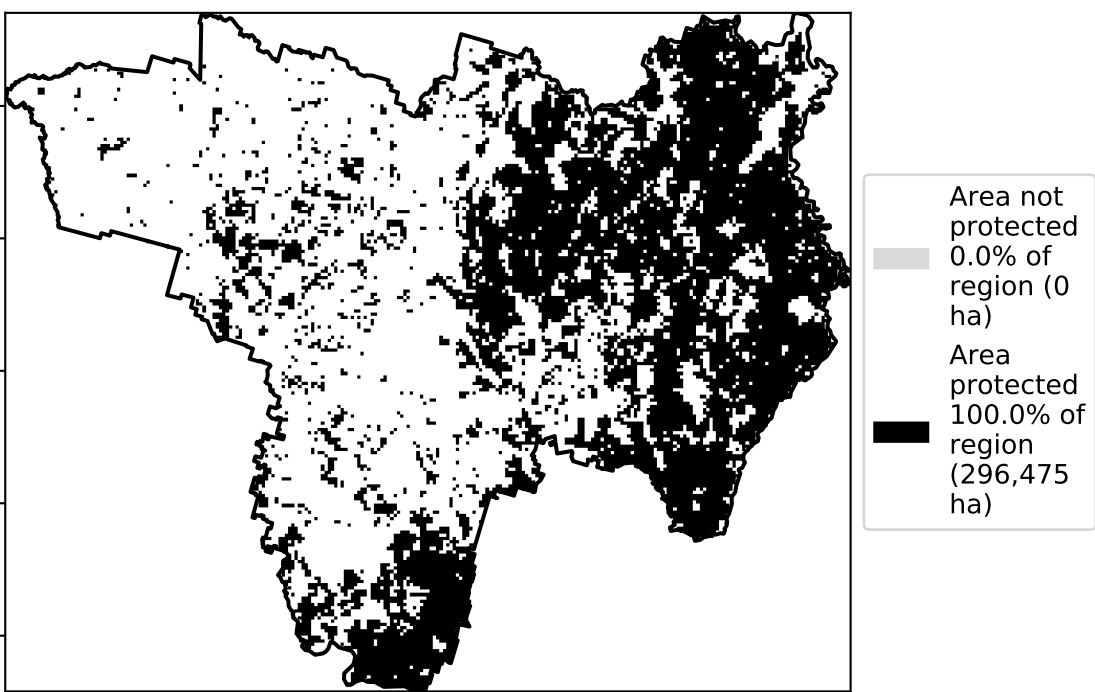 Area not
protected
0.0% of
region (0
ha)
Area
protected
100.0% of
region
(296,475
ha)